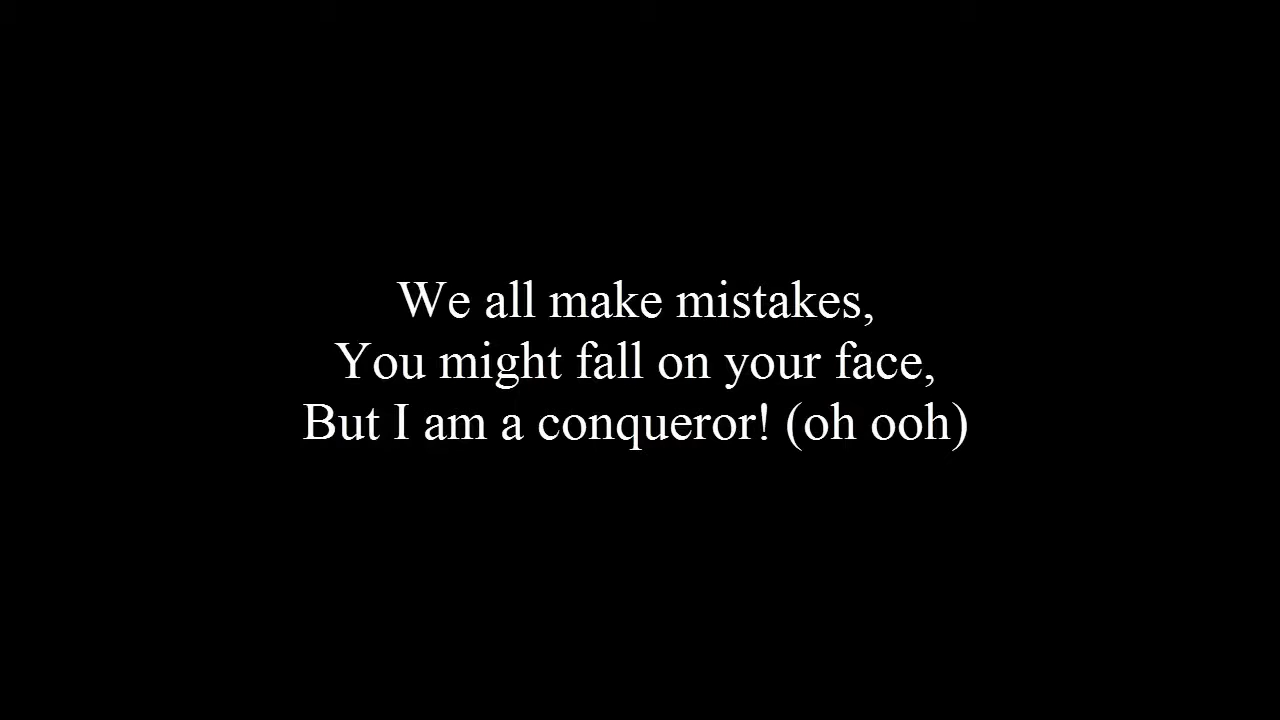 We all make mistakes,
You might fall on your face,
But I am a conqueror! (oh ooh)